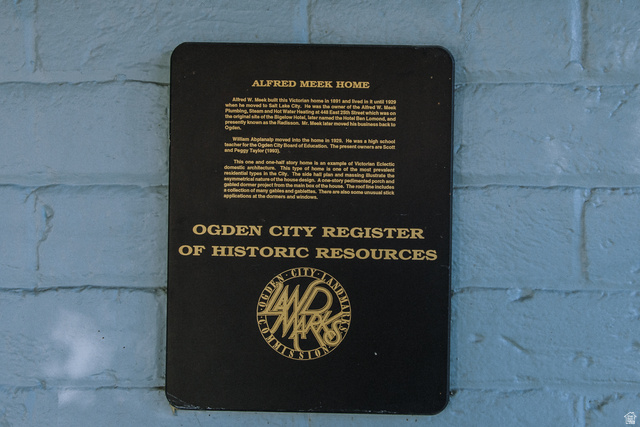 ALFRED MEEK HOME
Alfred W. Meek built this Victorian home in 1891 and lived in it until 1929
when he moved to Salt Lake City. He was the owner of the Alfred W. Meek
Plumbing, Steam and Hot Water Heating at 446 East 25th Street which was on
the original site of the Bigelow Hotel, later named the Hotel Ben Lomond, and
presently known as the Radisson. Mr. Meek later moved his business back to
Ogden.
William Abplanalp moved into the home in 1929. He was a high school
teacher for the Ogden City Board of Education. The present owners are Scott
and Peggy Taylor (1993).
This one and one-half story home is an example of Victorian Eclectic
domestic architecture. This type of home is one of the most prevalent
residential types in the City. The side hall plan and massing illustrate the
asymmetrical nature of the house design. A one-story pedimented porch and
gabled dormer project from the main box of the house. The roof line includes
a collection of many gables and gablettes. There are also some unusual stick
applications at the dormers and windows.
OGDEN CITY REGISTER
OF HISTORIC RESOURCES
OGDEN · CITY · LANDMARKS
· COMMISSION ·
LAND
MARKS